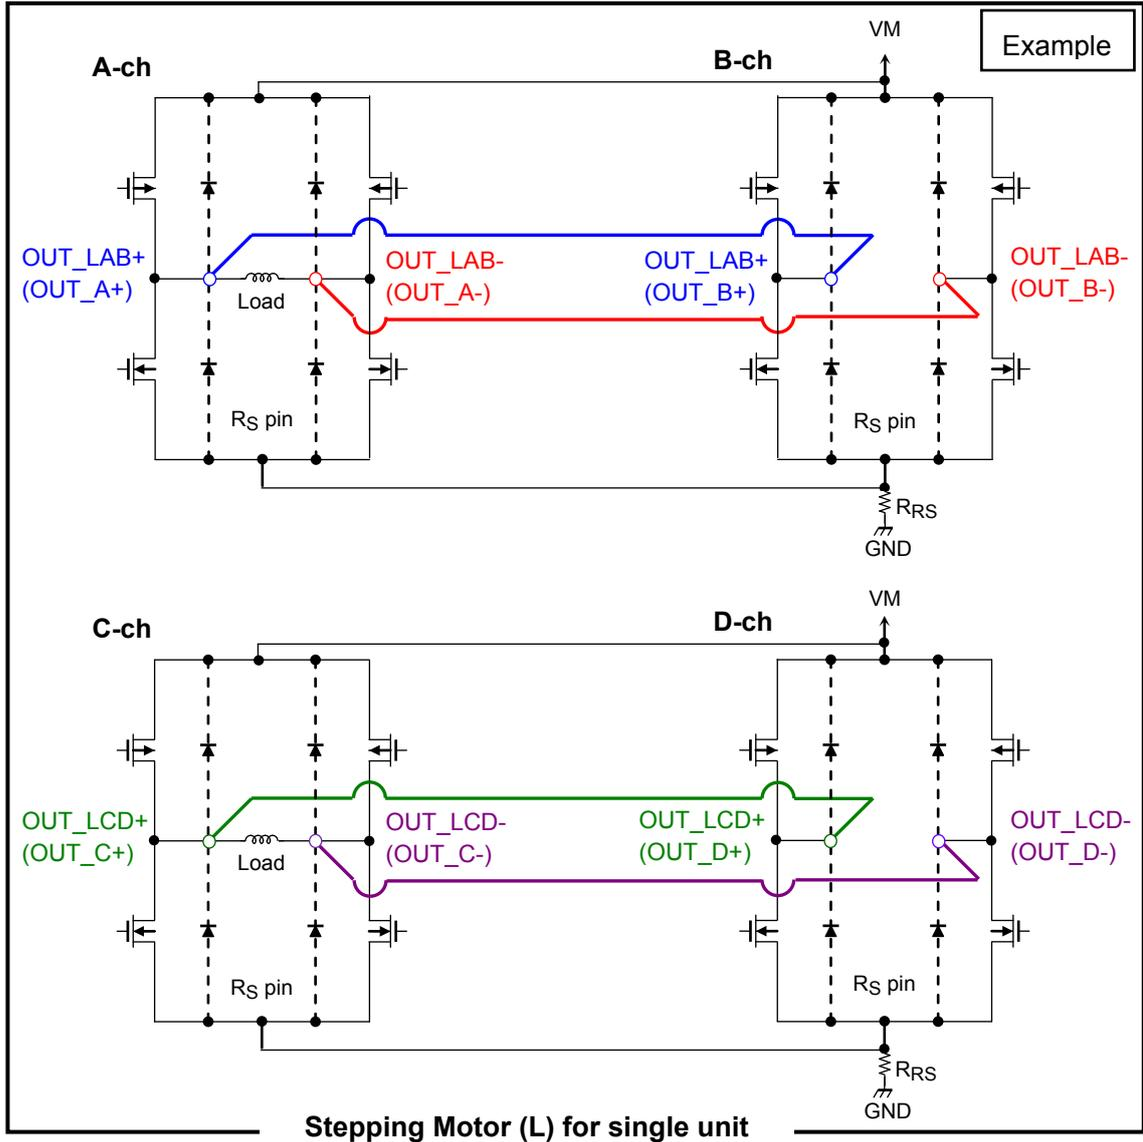 VM
Example
A-ch
B-ch
OUT_LAB+
(OUT_A+)
Load
OUT_LAB-
(OUT_A-)
OUT_LAB+
(OUT_B+)
OUT_LAB-
(OUT_B-)
RS pin
RS pin
RRS
GND
VM
C-ch
D-ch
OUT_LCD+
(OUT_C+)
Load
OUT_LCD-
(OUT_C-)
OUT_LCD+
(OUT_D+)
OUT_LCD-
(OUT_D-)
RS pin
RS pin
RRS
GND
Stepping Motor (L) for single unit